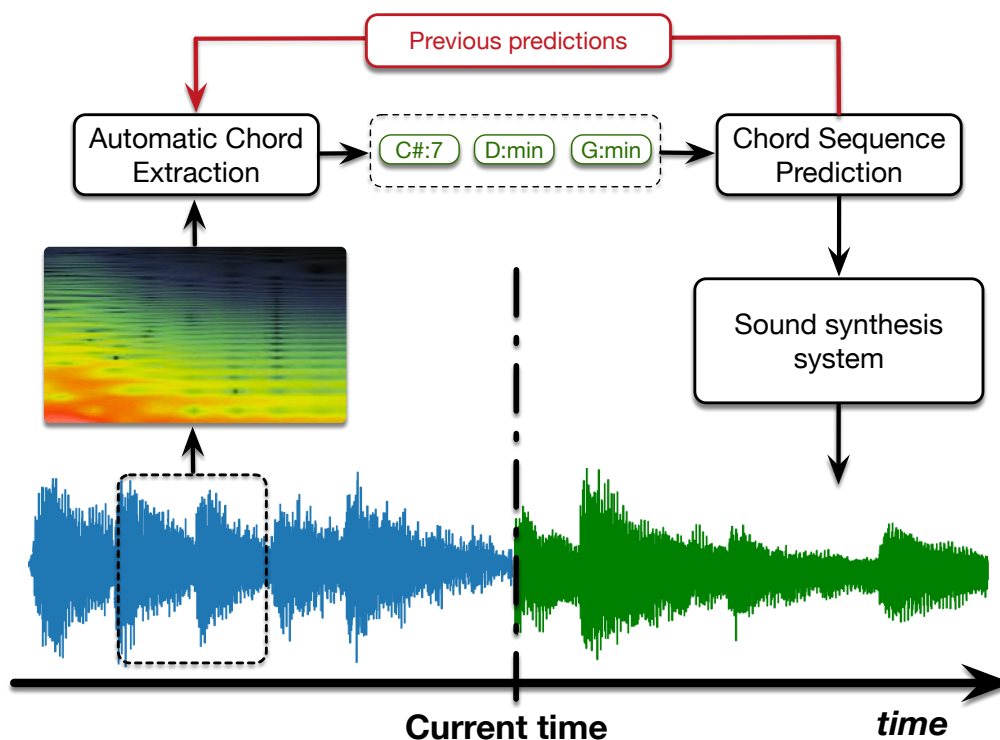 Previous predictions
Automatic Chord
Extraction
C#:7
D:min
G:min
Chord Sequence
Prediction
Sound synthesis
system
Current time
time